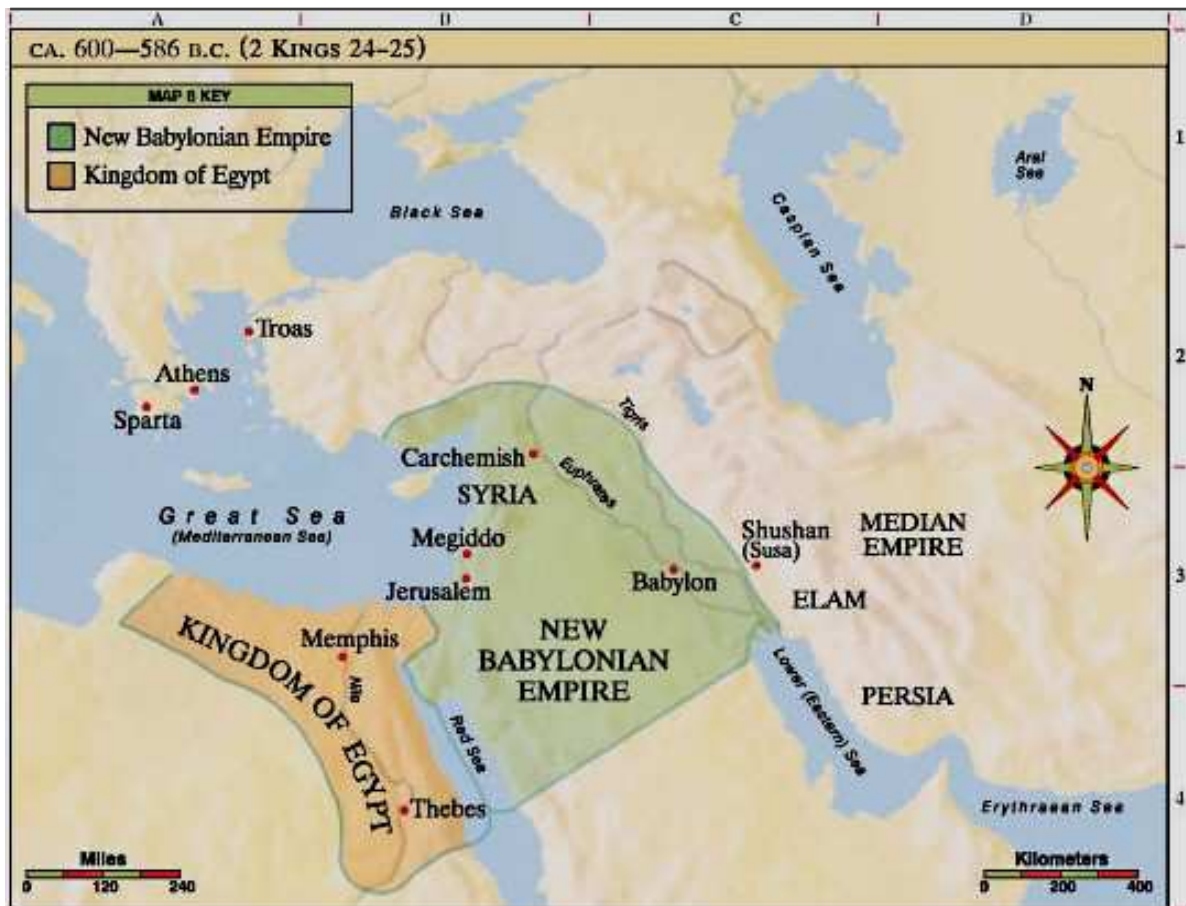 A
B
C
D
CA. 600—586 B.C. (2 KINGS 24–25)
MAP 8 KEY
New Babylonian Empire
Kingdom of Egypt
1
Aral
Sea
Black Sea
Caspian Sea
Troas
2
Athens
Sparta
N
Tigris
Carchemish
Euphrates
SYRIA
Great Sea
(Mediterranean Sea)
Shushan
(Susa)
MEDIAN
EMPIRE
Megiddo
Babylon
3
Jerusalem
ELAM
NEW
BABYLONIAN
EMPIRE
Memphis
KINGDOM OF EGYPT
Nile
Lower (Eastern) Sea
PERSIA
Red Sea
Thebes
4
Erythraean Sea
Miles
0 120 240
Kilometers
0 200 400